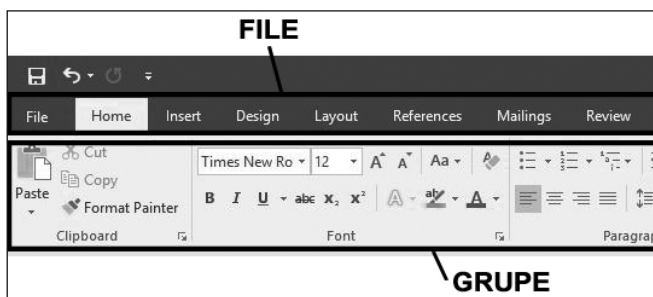 FILE
File Home Insert Design Layout References Mailings Review
Cut
Times New Ro 12 A A Aa
Copy
Paste
Format Painter
B I U abc x₂ x² A ab A
Clipboard Font Paragra
GRUPE